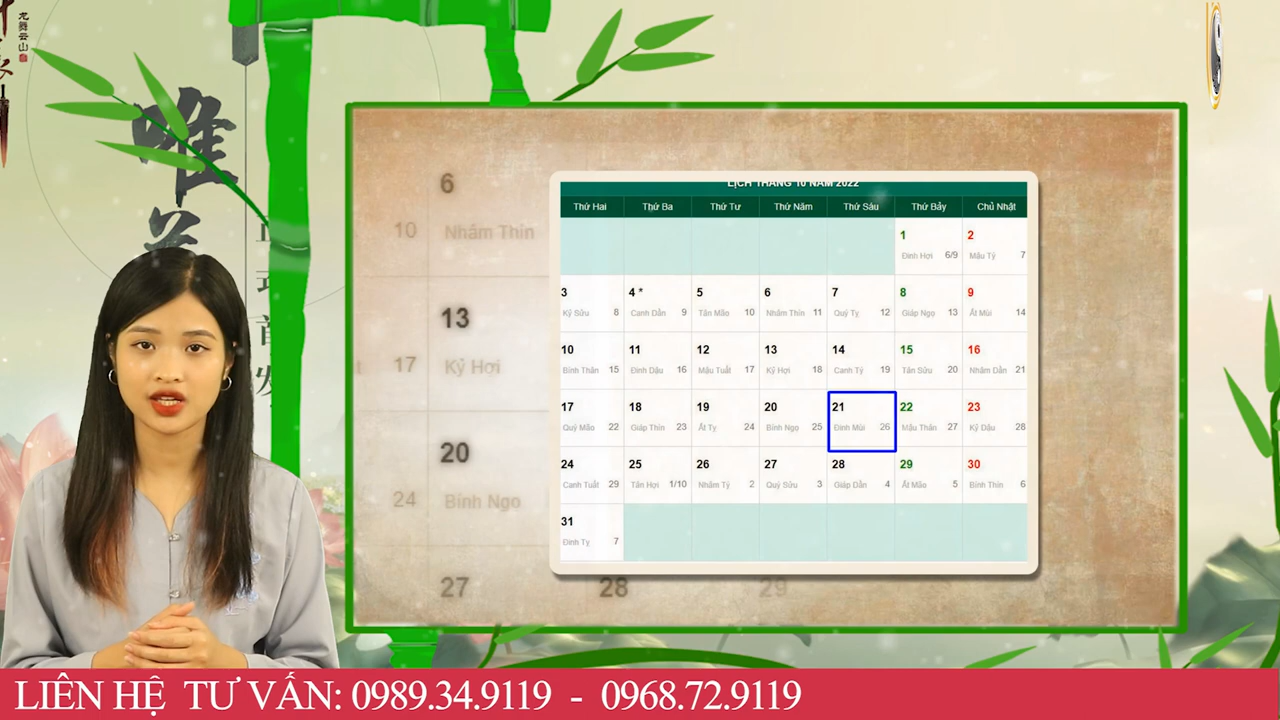 龙舞云山
唯
LỊCH THÁNG 10 NĂM 2022
Thứ Hai Thứ Ba Thứ Tư Thứ Năm Thứ Sáu Thứ Bảy Chủ Nhật
1 2
Đinh Hợi 6/9 Mậu Tý 7
3 4 * 5 6 7 8 9
Kỷ Sửu 8 Canh Dần 9 Tân Mão 10 Nhâm Thìn 11 Quý Tỵ 12 Giáp Ngọ 13 Ất Mùi 14
10 11 12 13 14 15 16
Bính Thân 15 Đinh Dậu 16 Mậu Tuất 17 Kỷ Hợi 18 Canh Tý 19 Tân Sửu 20 Nhâm Dần 21
17 18 19 20 21 22 23
Quý Mão 22 Giáp Thìn 23 Ất Tỵ 24 Bính Ngọ 25 Đinh Mùi 26 Mậu Thân 27 Kỷ Dậu 28
24 25 26 27 28 29 30
Canh Tuất 29 Tân Hợi 1/10 Nhâm Tý 2 Quý Sửu 3 Giáp Dần 4 Ất Mão 5 Bính Thìn 6
31
Đinh Tỵ 7
6
10 Nhâm Thìn
13
17 Kỷ Hợi
20
24 Bính Ngọ
27 28 29
LIÊN HỆ TƯ VẤN: 0989.34.9119 - 0968.72.9119